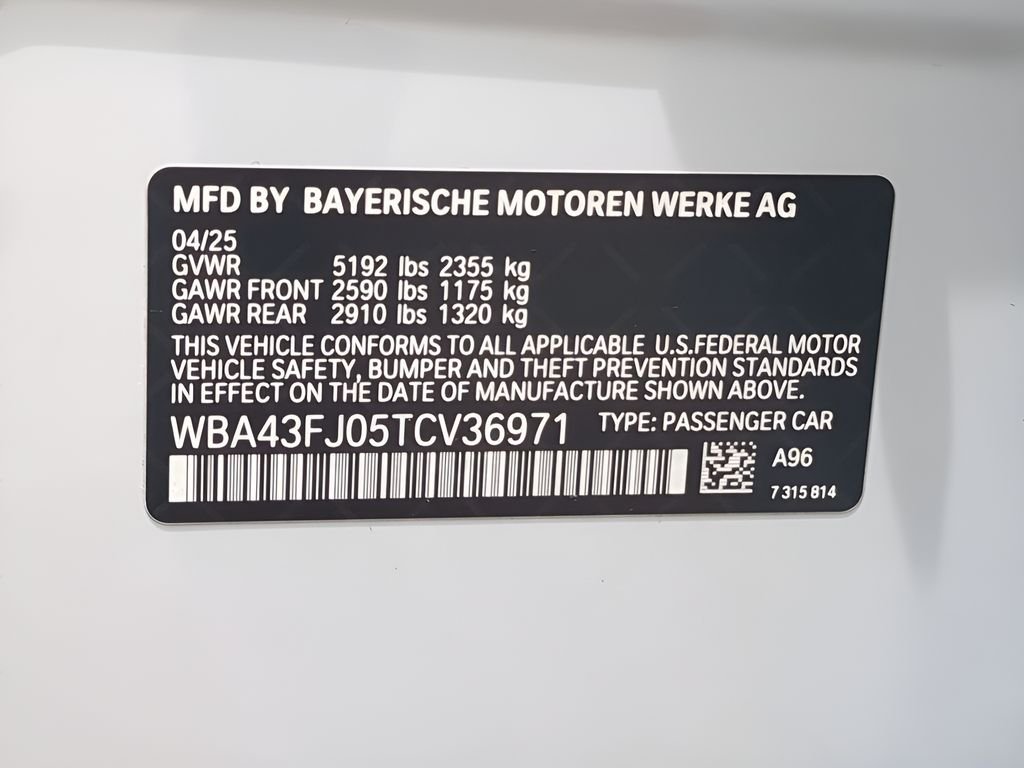 MFD BY BAYERISCHE MOTOREN WERKE AG
04/25
GVWR 5192 lbs 2355 kg
GAWR FRONT 2590 lbs 1175 kg
GAWR REAR 2910 lbs 1320 kg
THIS VEHICLE CONFORMS TO ALL APPLICABLE U.S.FEDERAL MOTOR
VEHICLE SAFETY, BUMPER AND THEFT PREVENTION STANDARDS
IN EFFECT ON THE DATE OF MANUFACTURE SHOWN ABOVE.
WBA43FJ05TCV36971 TYPE: PASSENGER CAR
A96
7 315 814